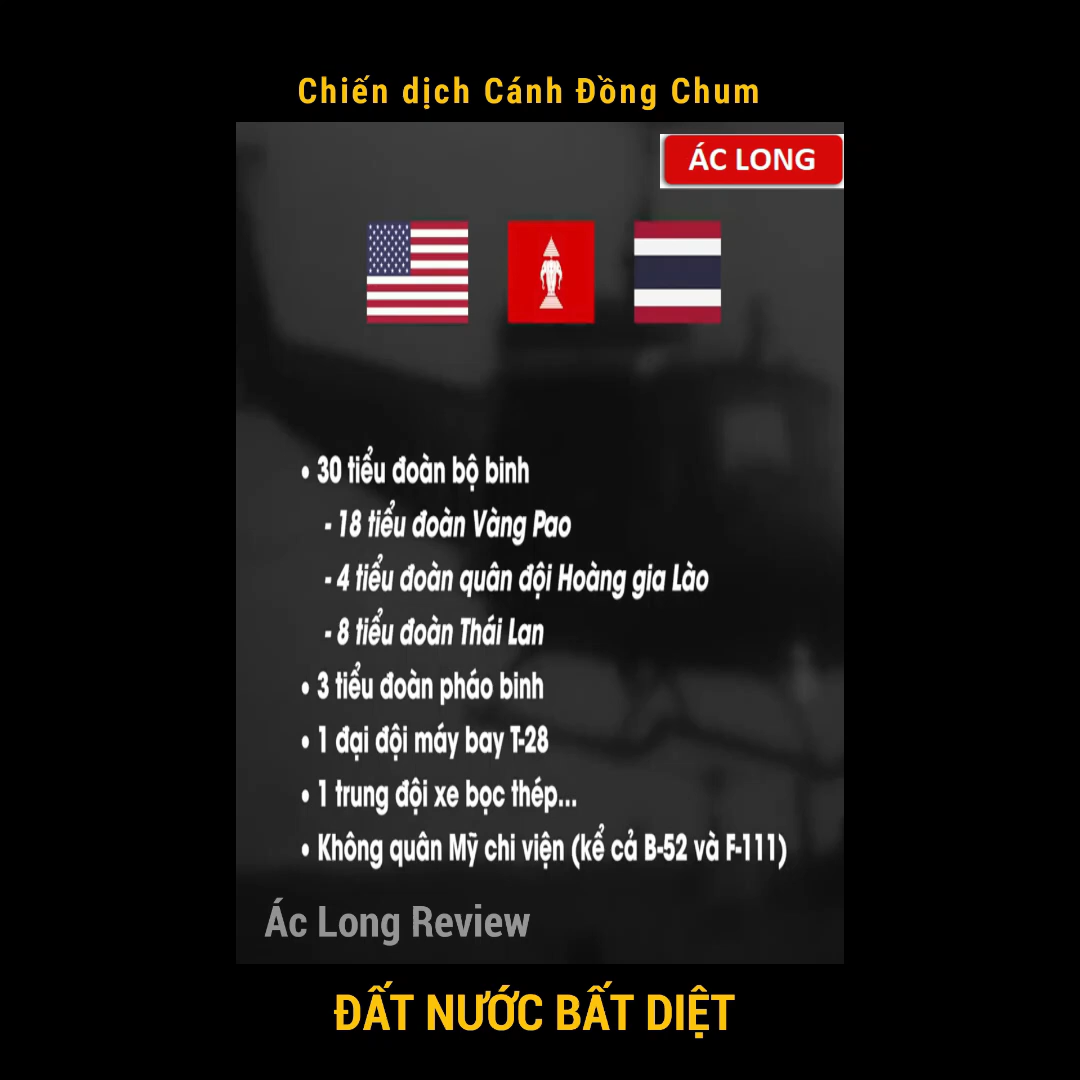 Chiến dịch Cánh Đồng Chum
ÁC LONG
• 30 tiểu đoàn bộ binh
- 18 tiểu đoàn Vàng Pao
- 4 tiểu đoàn quân đội Hoàng gia Lào
- 8 tiểu đoàn Thái Lan
• 3 tiểu đoàn pháo binh
• 1 đại đội máy bay T-28
• 1 trung đội xe bọc thép...
• Không quân Mỹ chi viện (kể cả B-52 và F-111)
Ác Long Review
ĐẤT NƯỚC BẤT DIỆT